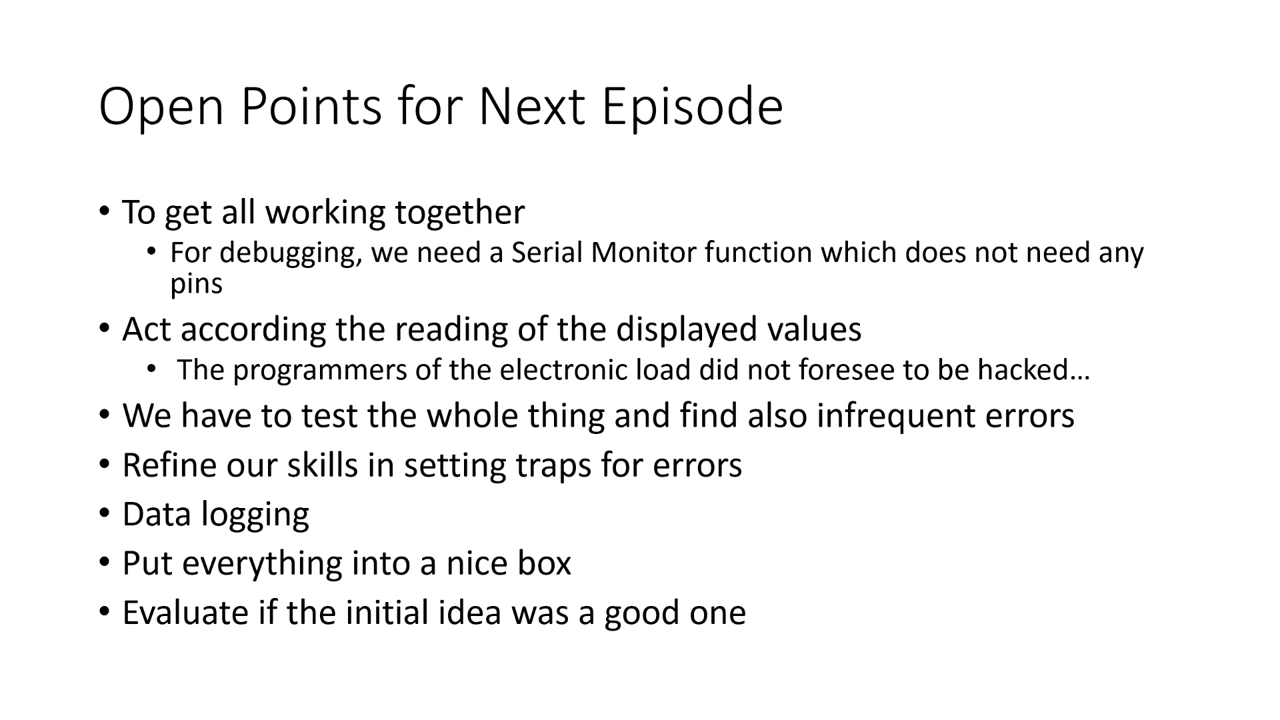 Open Points for Next Episode
• To get all working together
• For debugging, we need a Serial Monitor function which does not need any
pins
• Act according the reading of the displayed values
• The programmers of the electronic load did not foresee to be hacked…
• We have to test the whole thing and find also infrequent errors
• Refine our skills in setting traps for errors
• Data logging
• Put everything into a nice box
• Evaluate if the initial idea was a good one